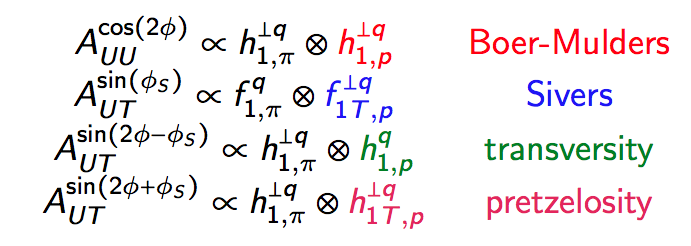 A_{UU}^{cos(2ϕ)} ∝ h_{1,π}^{⊥q} ⊗ h_{1,p}^{⊥q} Boer-Mulders
A_{UT}^{sin(ϕ_S)} ∝ f_{1,π}^{q} ⊗ f_{1T,p}^{⊥q} Sivers
A_{UT}^{sin(2ϕ−ϕ_S)} ∝ h_{1,π}^{⊥q} ⊗ h_{1,p}^{q} transversity
A_{UT}^{sin(2ϕ+ϕ_S)} ∝ h_{1,π}^{⊥q} ⊗ h_{1T,p}^{⊥q} pretzelosity